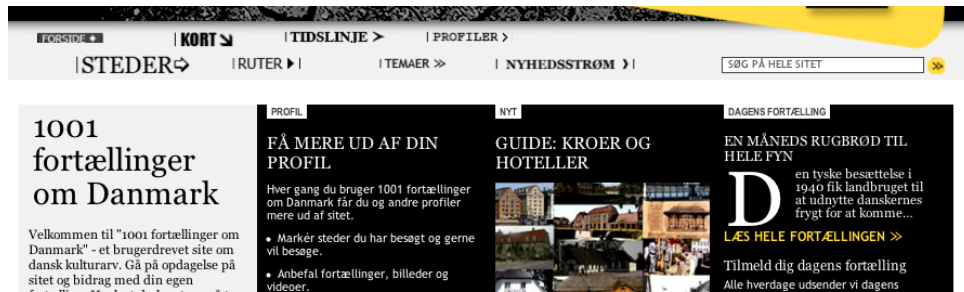 FORSIDE
KORT
TIDSLINJE >
PROFILER >
STEDER
RUTER
TEMAER >>
NYHEDSSTRØM
SØG PÅ HELE SITET
1001
fortællinger
om Danmark
Velkommen til "1001 fortællinger om
Danmark" - et brugerdrevet site om
dansk kulturarv. Gå på opdagelse på
sitet og bidrag med din egen
PROFIL
FÅ MERE UD AF DIN
PROFIL
Hver gang du bruger 1001 fortællinger
om Danmark får du og andre profiler
mere ud af sitet.
• Markér steder du har besøgt og gerne
vil besøge.
• Anbefal fortællinger, billeder og
videoer.
NYT
GUIDE: KROER OG
HOTELLER
DAGENS FORTÆLLING
EN MÅNEDS RUGBRØD TIL
HELE FYN
Den tyske besættelse i
1940 fik landbruget til
at udnytte danskernes
frygt for at komme...
LÆS HELE FORTÆLLINGEN >>
Tilmeld dig dagens fortælling
Alle hverdage udsender vi dagens